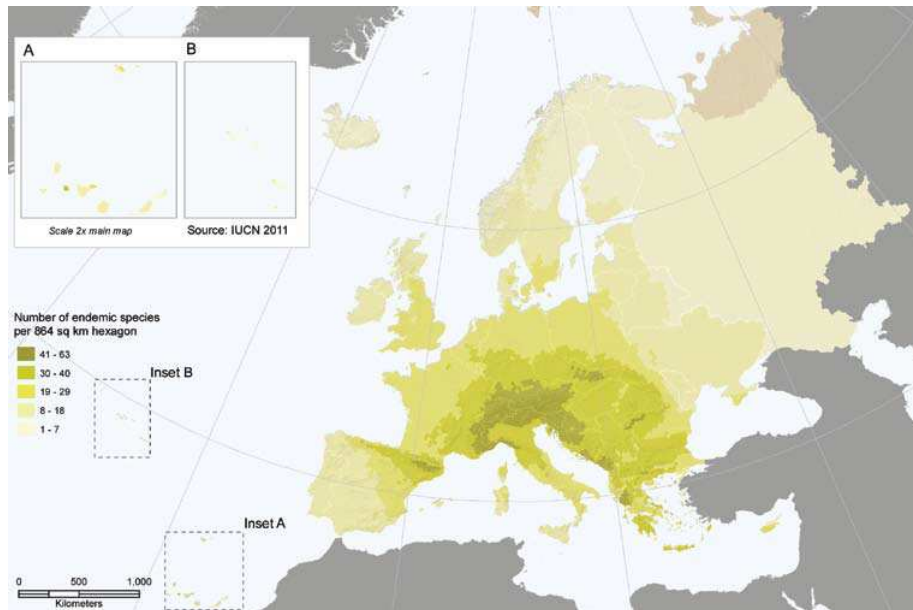 A
B
Scale 2x main map
Source: IUCN 2011
Number of endemic species
per 864 sq km hexagon
41 - 63
30 - 40
19 - 29
8 - 18
1 - 7
Inset B
Inset A
0 500 1,000
Kilometers